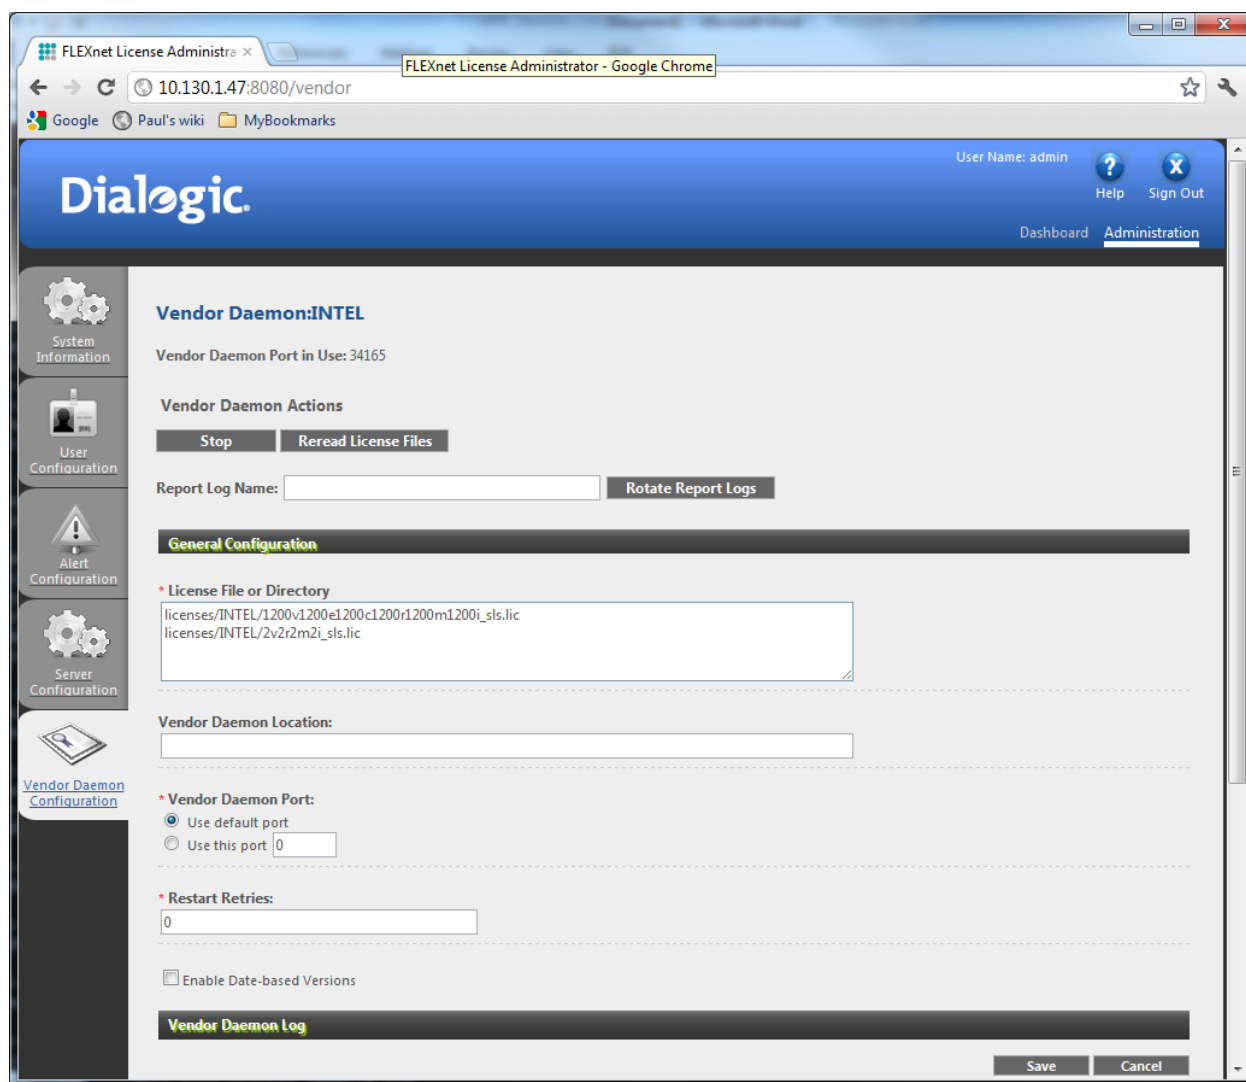 FLEXnet License Administra
FLEXnet License Administrator - Google Chrome
10.130.1.47:8080/vendor
Google Paul's wiki MyBookmarks
User Name: admin
Dialogic.
Help Sign Out
Dashboard Administration
System
Information
User
Configuration
Alert
Configuration
Server
Configuration
Vendor Daemon
Configuration
Vendor Daemon:INTEL
Vendor Daemon Port in Use: 34165
Vendor Daemon Actions
Stop Reread License Files
Report Log Name: Rotate Report Logs
General Configuration
* License File or Directory
licenses/INTEL/1200v1200e1200c1200r1200m1200i_sls.lic
licenses/INTEL/2v2r2m2i_sls.lic
Vendor Daemon Location:
* Vendor Daemon Port:
Use default port
Use this port 0
* Restart Retries:
0
Enable Date-based Versions
Vendor Daemon Log
Save Cancel